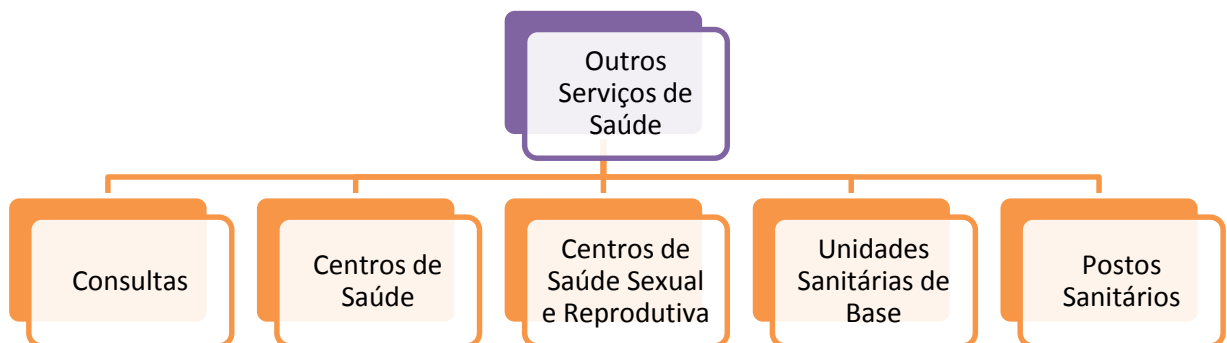 Outros
Serviços de
Saúde
Consultas
Centros de
Saúde
Centros de
Saúde Sexual
e Reprodutiva
Unidades
Sanitárias de
Base
Postos
Sanitários